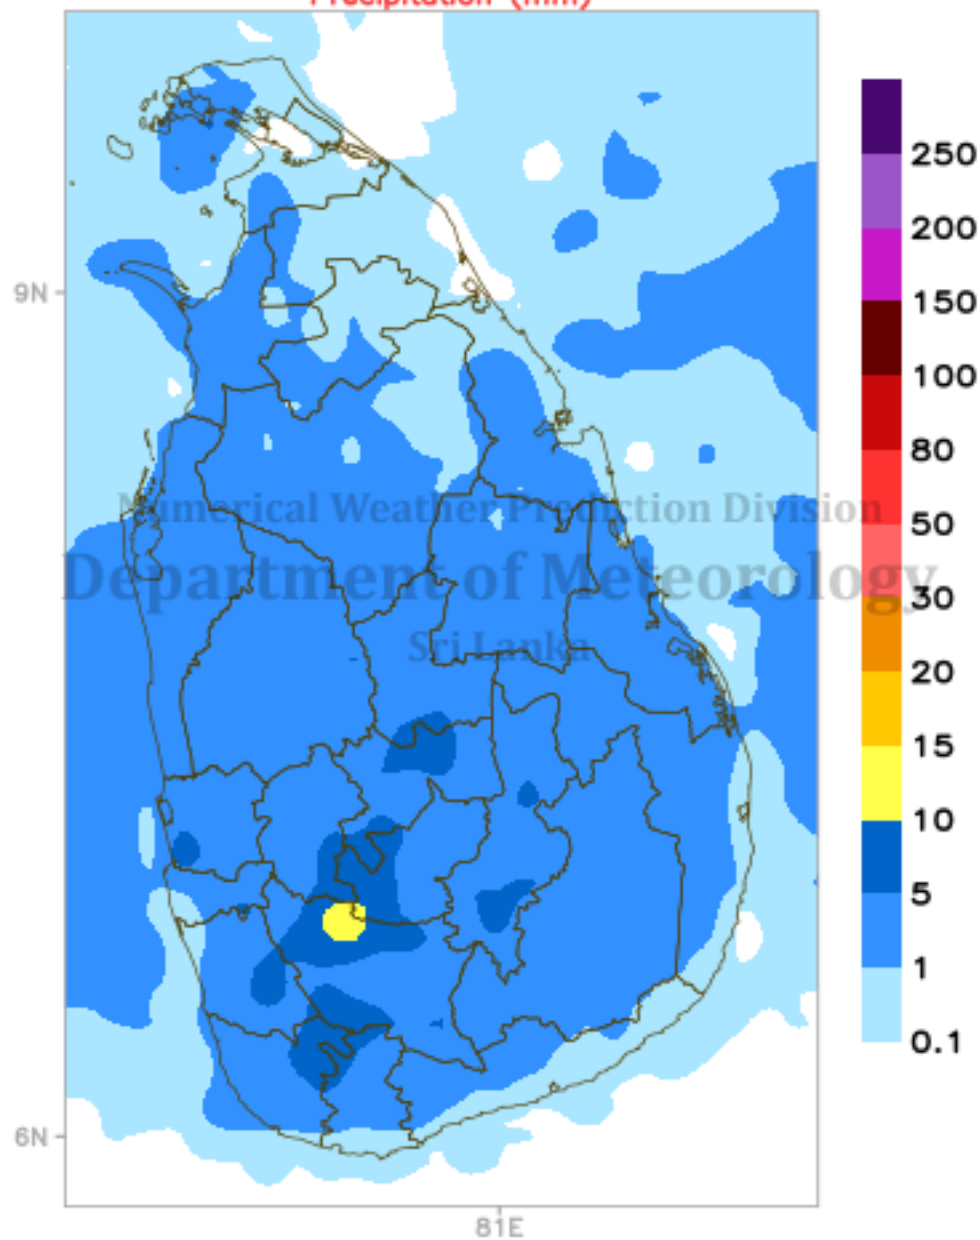 Precipitation (mm)
250
200
150
100
80
50
30
20
15
10
5
1
0.1
9N
6N
81E
Numerical Weather Prediction Division
Department of Meteorology
Sri Lanka